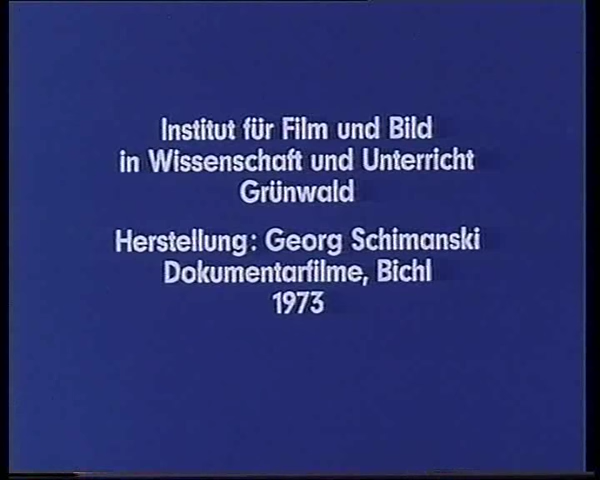 Institut für Film und Bild
in Wissenschaft und Unterricht
Grünwald
Herstellung: Georg Schimanski
Dokumentarfilme, Bichl
1973